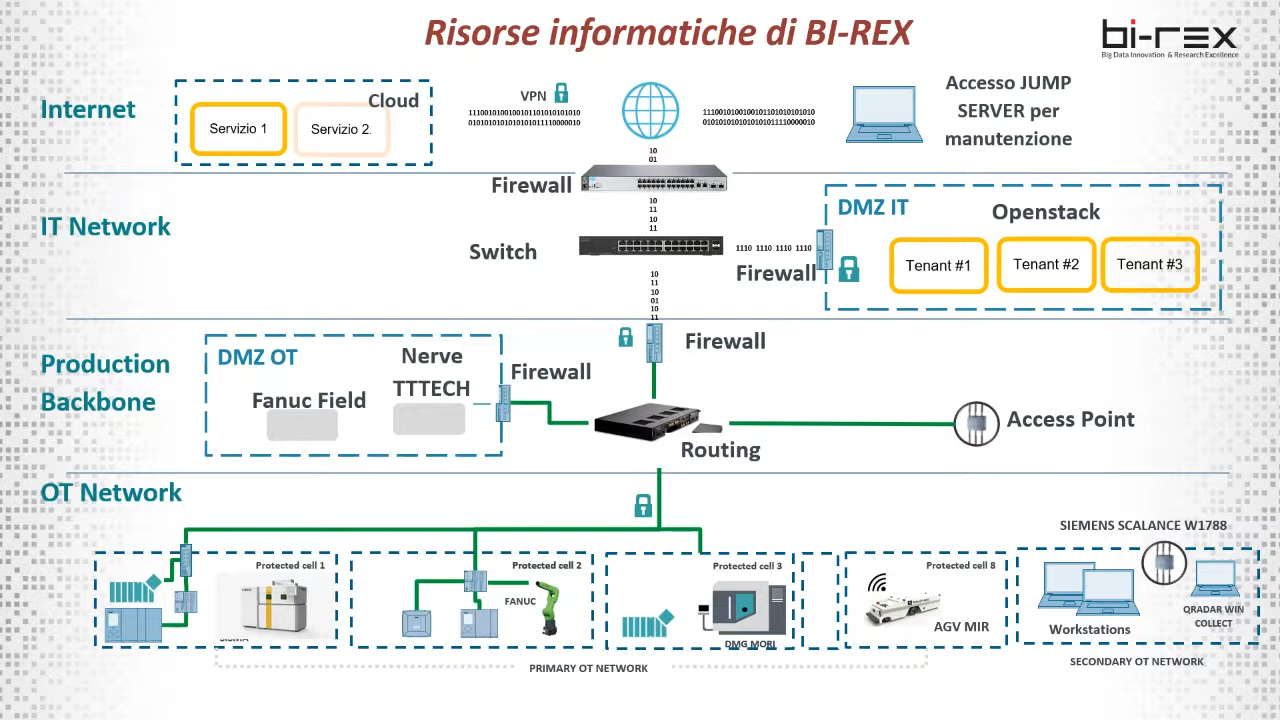 Risorse informatiche di BI-REX
bi-rex
Big Data Innovation & Research Excellence
Internet
Cloud
Servizio 1
Servizio 2.
VPN
11100101001001011010101010101010
01010101010101010101011110000010
11100101001001011010101010101010
01010101010101010101011110000010
Accesso JUMP
SERVER per
manutenzione
10
01
Firewall
IT Network
10
11
10
11
Switch
1110 1110 1110 1110
Firewall
DMZ IT
Openstack
Tenant #1
Tenant #2
Tenant #3
10
11
10
01
10
11
Firewall
Production
Backbone
DMZ OT
Nerve
TTTECH
Fanuc Field
Firewall
Routing
Access Point
OT Network
SIEMENS SCALANCE W1788
Protected cell 1
Protected cell 2
FANUC
Protected cell 3
DMG MORI
Protected cell 8
AGV MIR
Workstations
QRADAR WIN
COLLECT
PRIMARY OT NETWORK
SECONDARY OT NETWORK